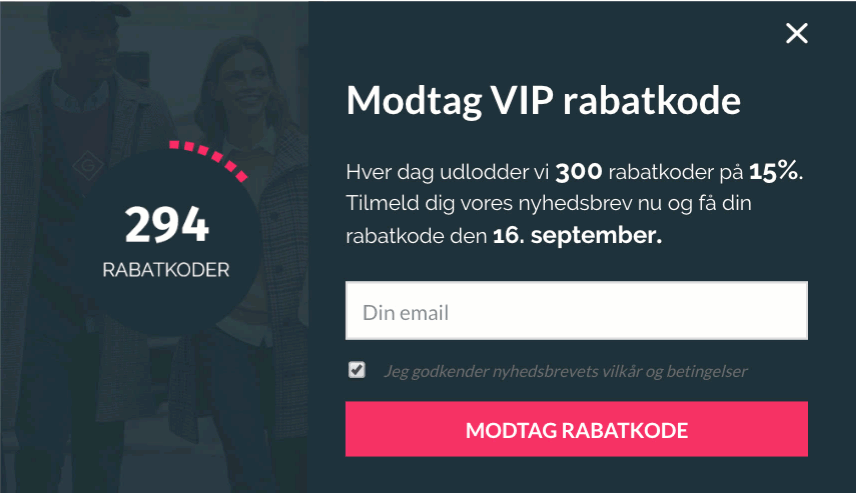 Modtag VIP rabatkode
Hver dag udlodder vi 300 rabatkoder på 15%.
Tilmeld dig vores nyhedsbrev nu og få din
rabatkode den 16. september.
294
RABATKODER
Din email
Jeg godkender nyhedsbrevets vilkår og betingelser
MODTAG RABATKODE